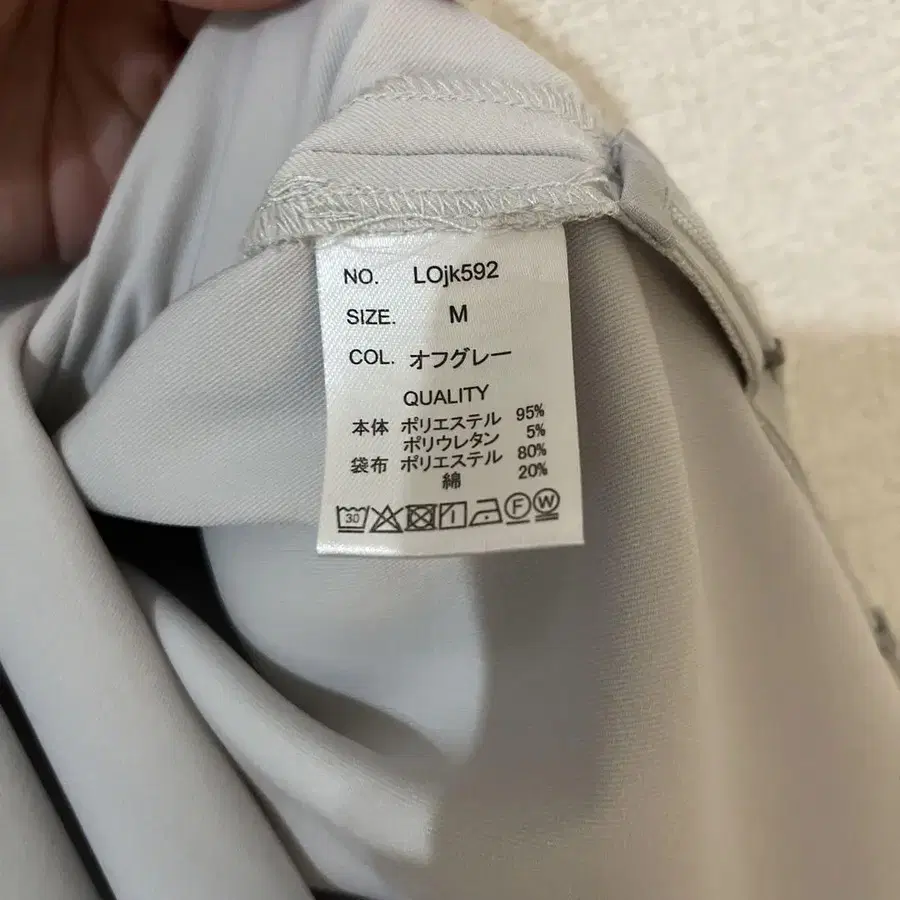 NO. LOjk592
SIZE. M
COL. オフグレー
QUALITY
本体 ポリエステル 95%
ポリウレタン 5%
袋布 ポリエステル 80%
綿 20%
30 F W